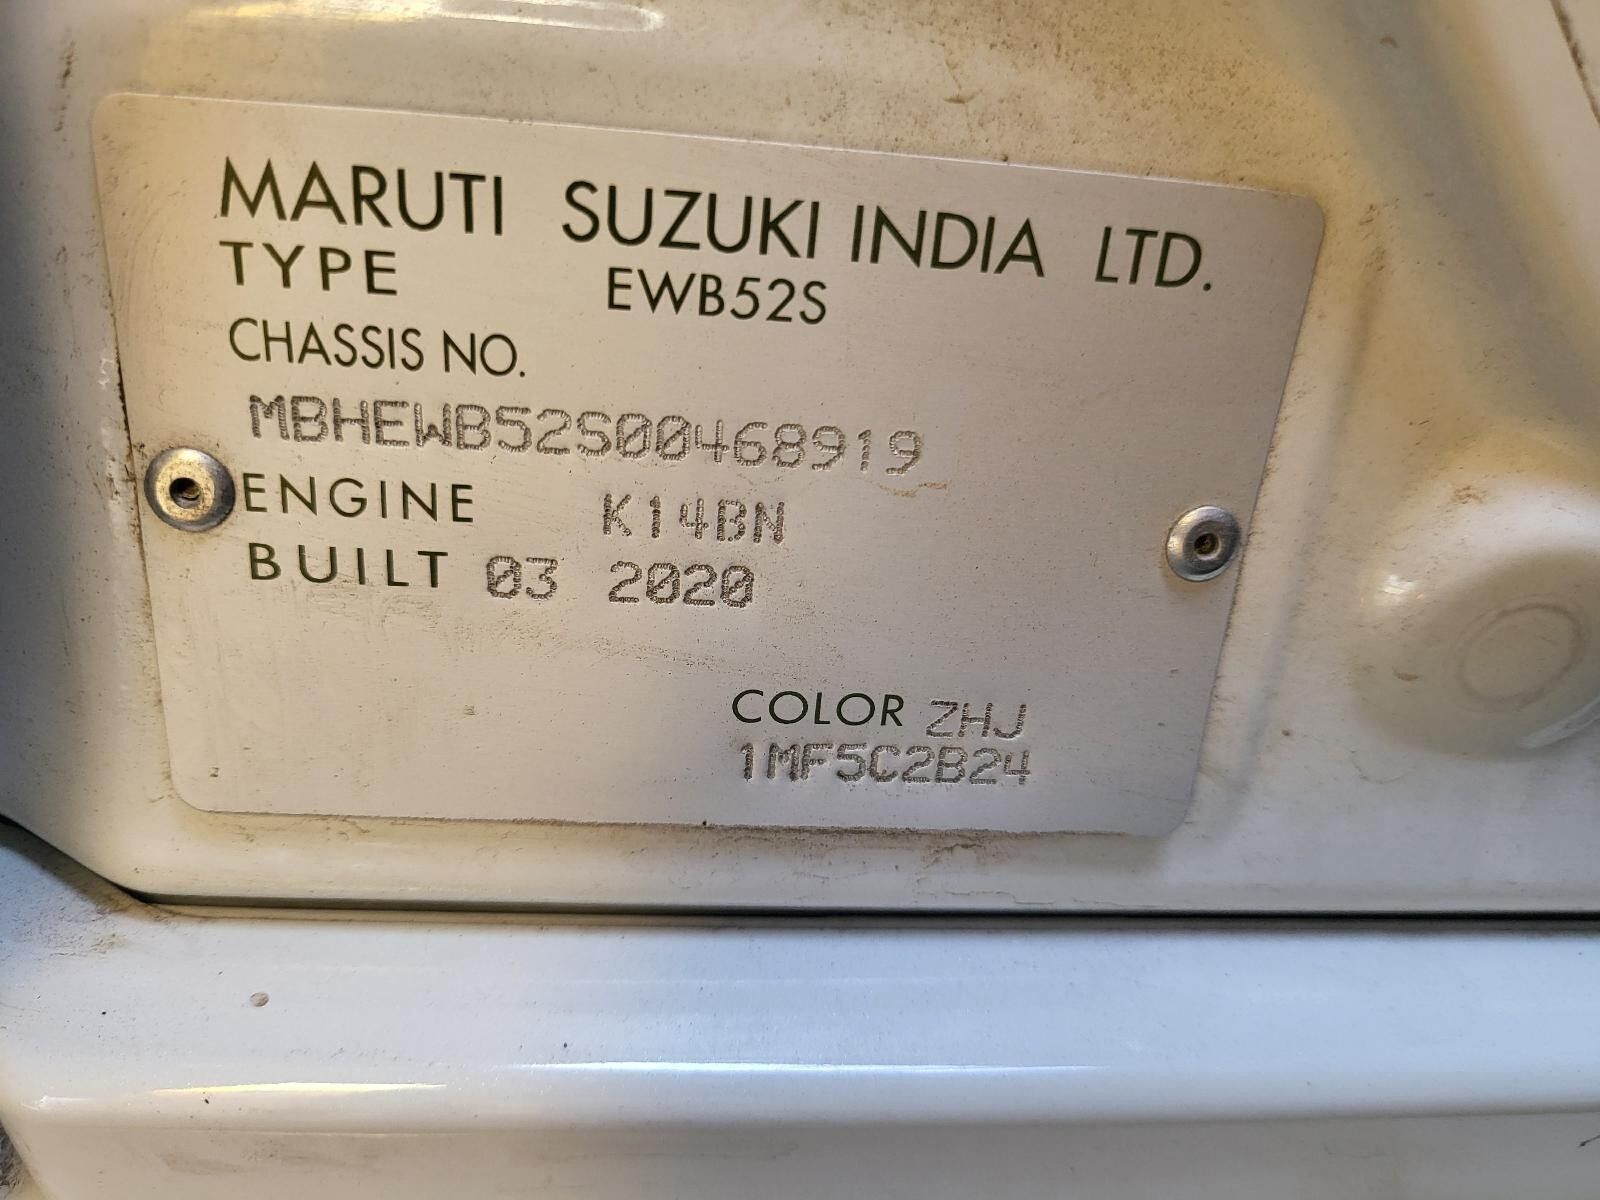 MARUTI SUZUKI INDIA LTD.
TYPE EWB52S
CHASSIS NO.
MBHEWB52S00468919
ENGINE K14BN
BUILT 03 2020
COLOR ZHJ
1MF5C2B24